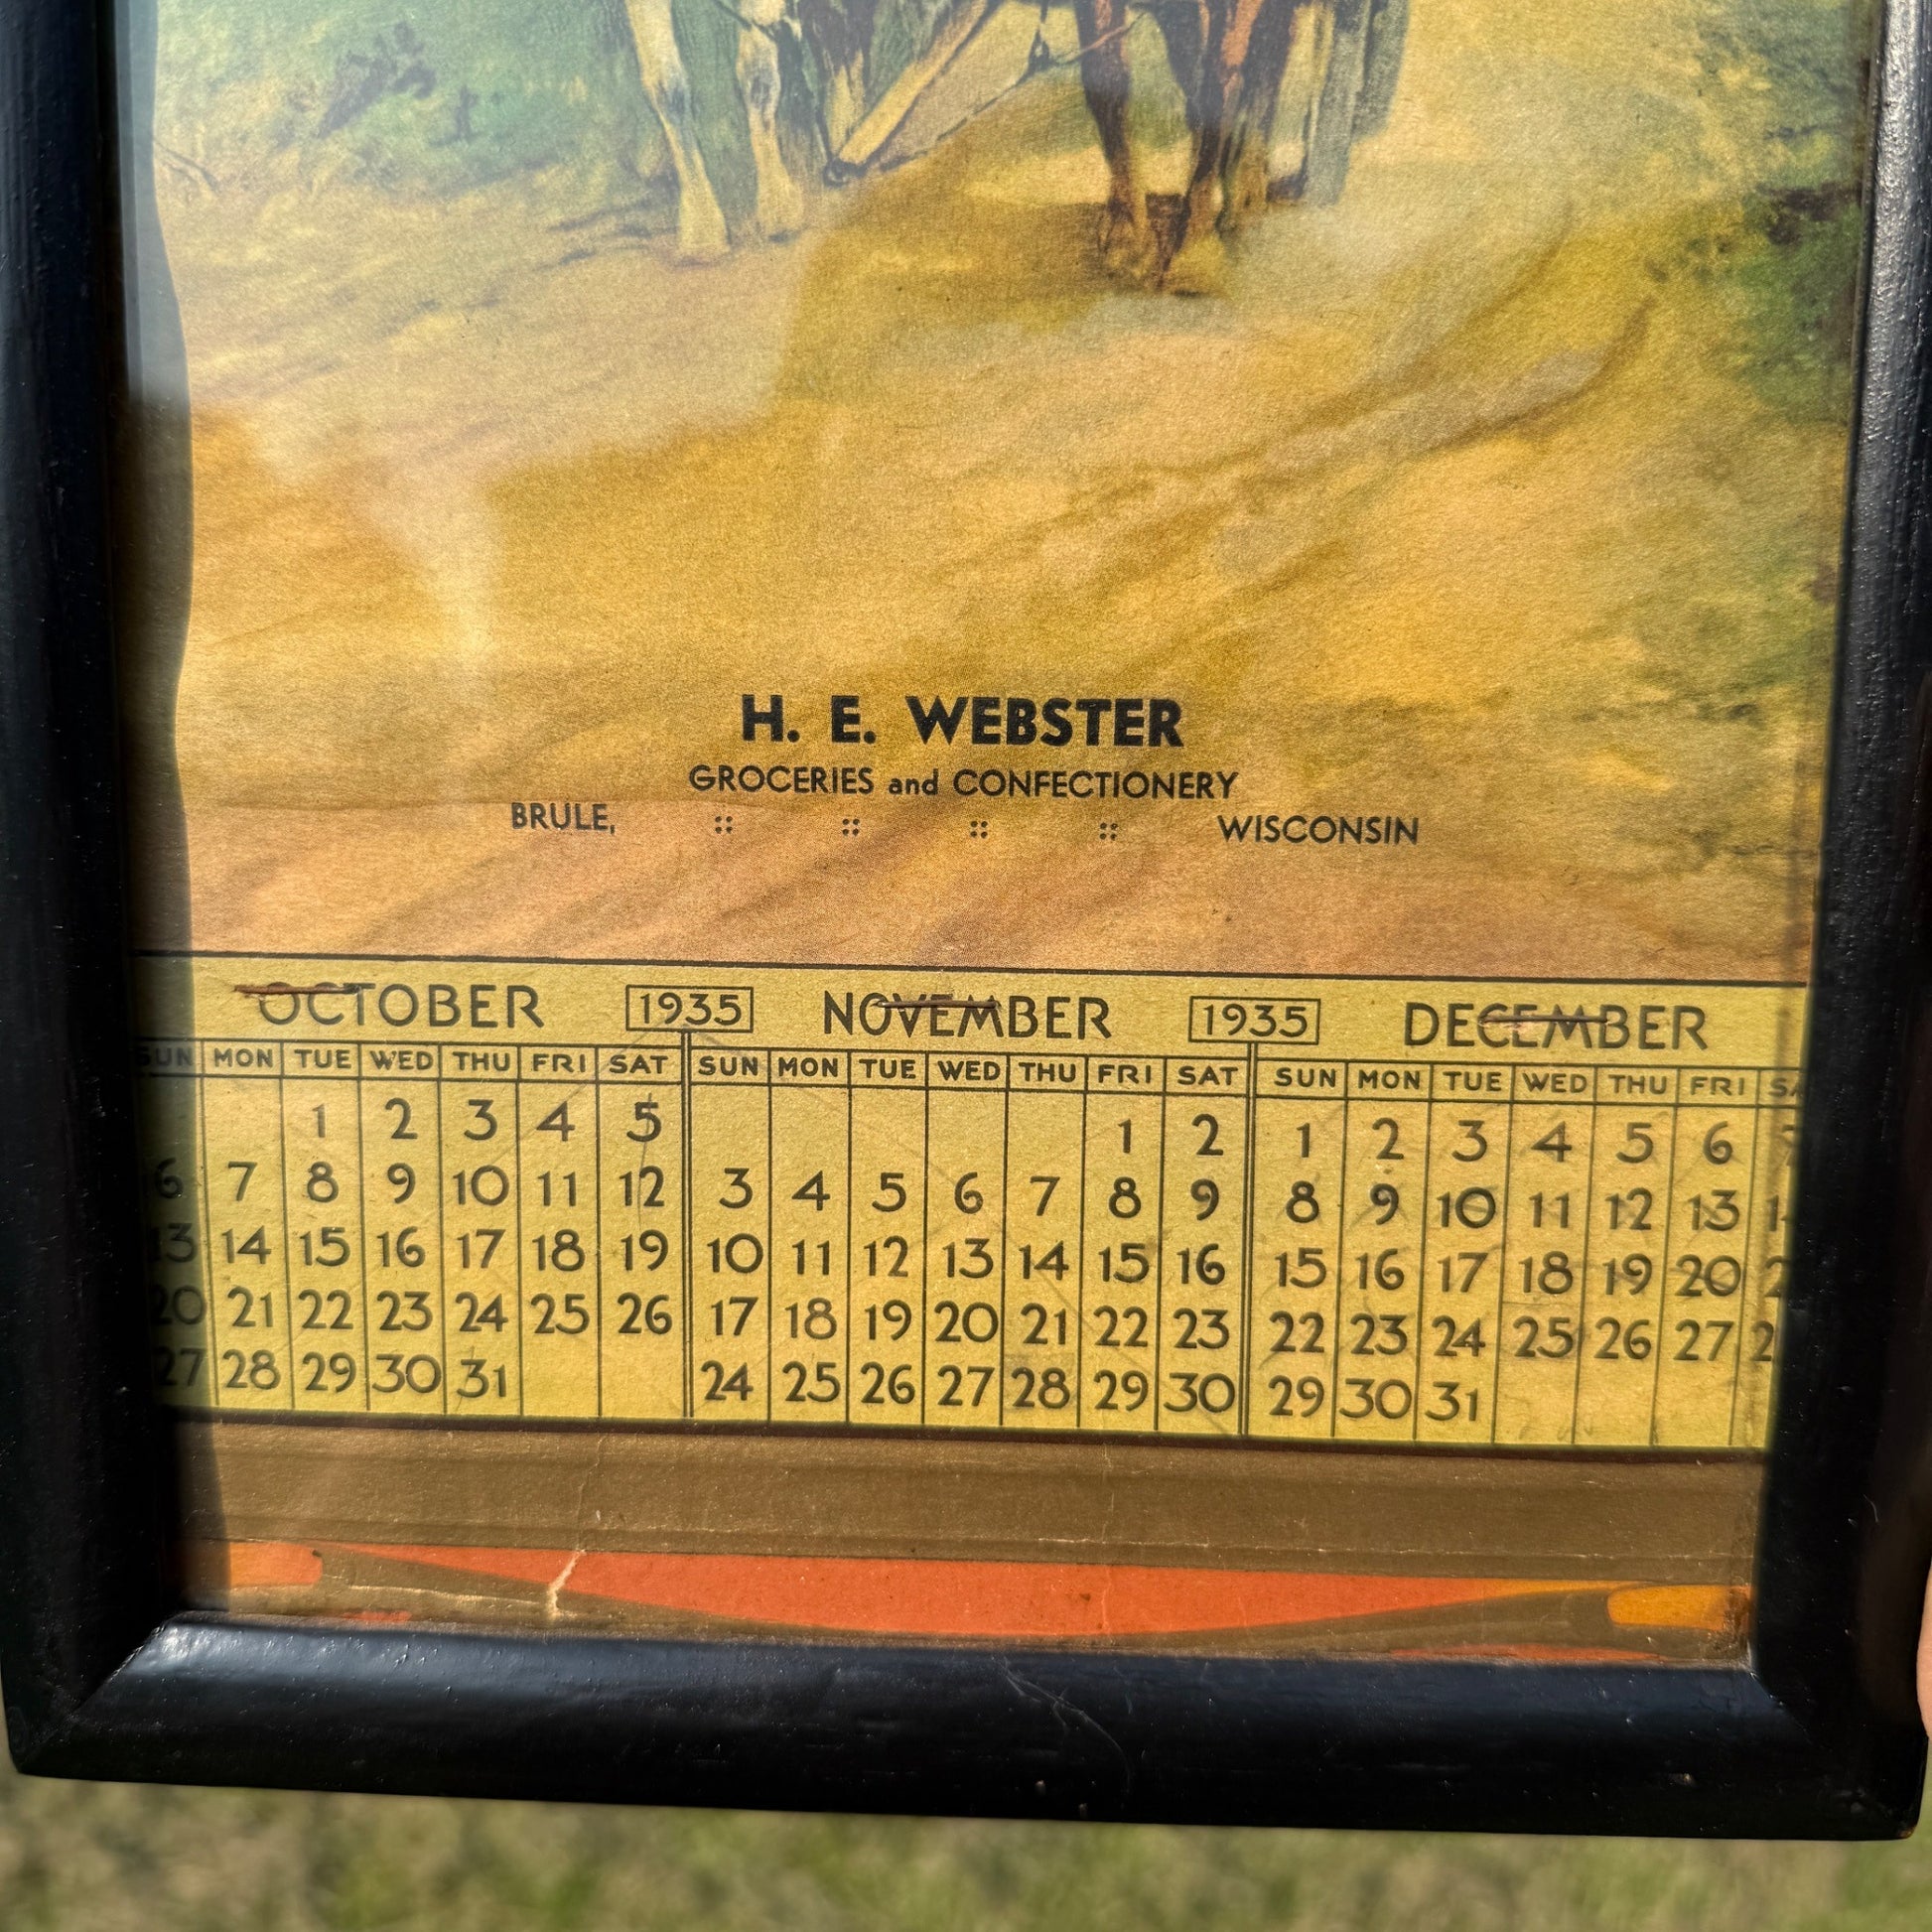 H. E. WEBSTER
GROCERIES and CONFECTIONERY
BRULE, :: :: :: :: WISCONSIN
OCTOBER 1935 NOVEMBER 1935 DECEMBER
SUN MON TUE WED THU FRI SAT SUN MON TUE WED THU FRI SAT SUN MON TUE WED THU FRI
1 2 3 4 5 1 2 1 2 3 4 5 6 7
6 7 8 9 10 11 12 3 4 5 6 7 8 9 8 9 10 11 12 13
13 14 15 16 17 18 19 10 11 12 13 14 15 16 15 16 17 18 19 20
20 21 22 23 24 25 26 17 18 19 20 21 22 23 22 23 24 25 26 27
27 28 29 30 31 24 25 26 27 28 29 30 29 30 31